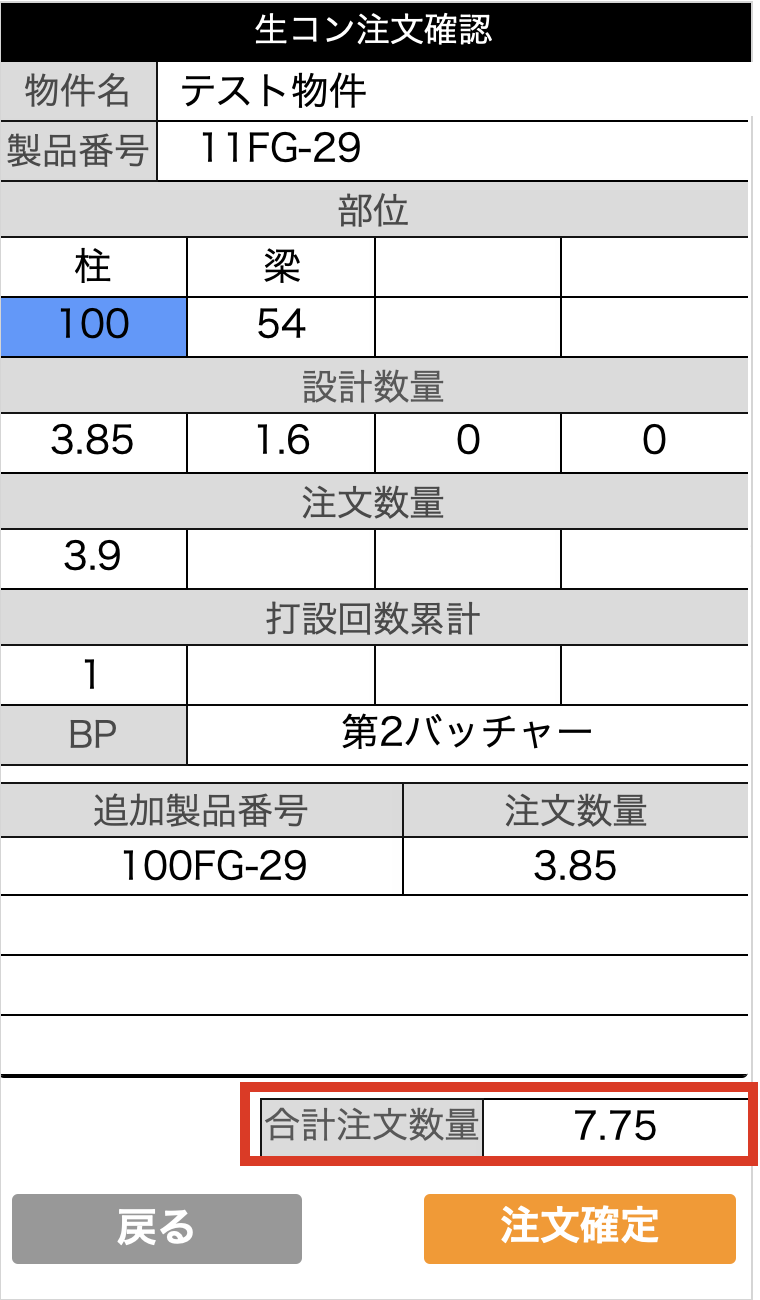 生コン注文確認
物件名 テスト物件
製品番号 11FG-29
部位
柱 梁
100 54
設計数量
3.85 1.6 0 0
注文数量
3.9
打設回数累計
1
BP 第2バッチャー
追加製品番号 注文数量
100FG-29 3.85
合計注文数量 7.75
戻る 注文確定